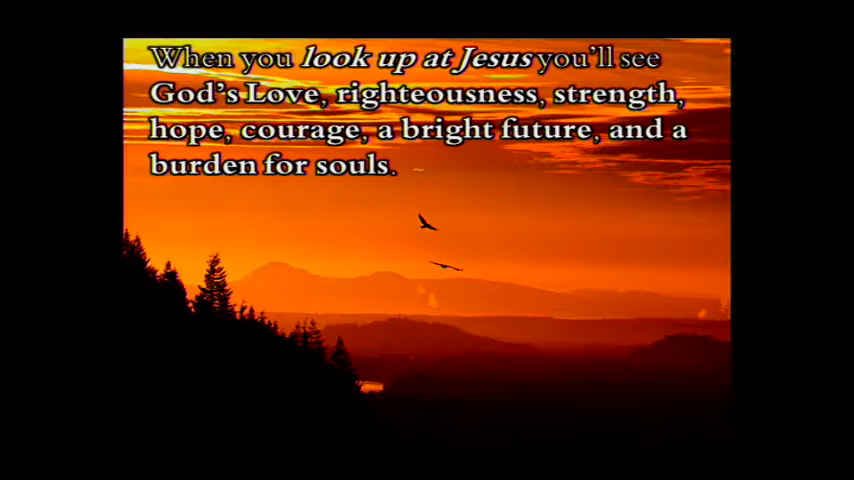 When you look up at Jesus you'll see
God's Love, righteousness, strength,
hope, courage, a bright future, and a
burden for souls.